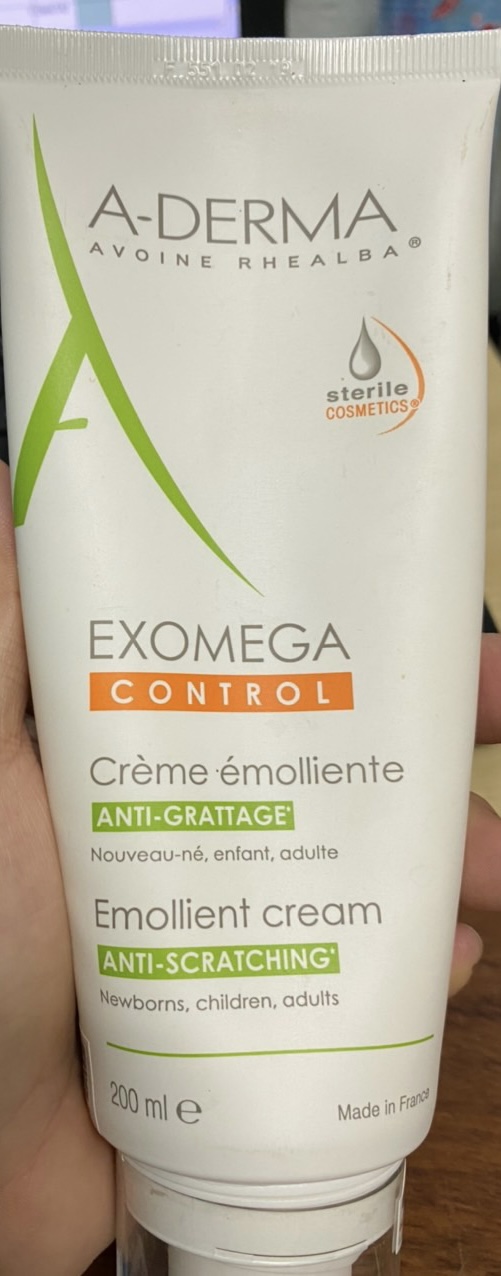 A-DERMA
AVOINE RHEALBA®
sterile
COSMETICS®
EXOMEGA
CONTROL
Crème émolliente
ANTI-GRATTAGE*
Nouveau-né, enfant, adulte
Emollient cream
ANTI-SCRATCHING*
Newborns, children, adults
200 ml ℮
Made in France